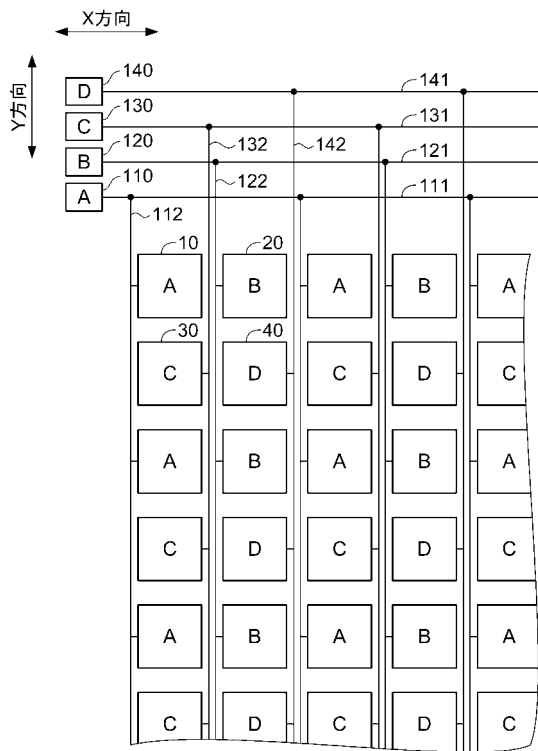 X方向
Y方向
D 140 141
C 130 131
132 142
B 120 121
122
A 110 111
112
10 20
A B A B A
30 40
C D C D C
A B A B A
C D C D C
A B A B A
C D C D C